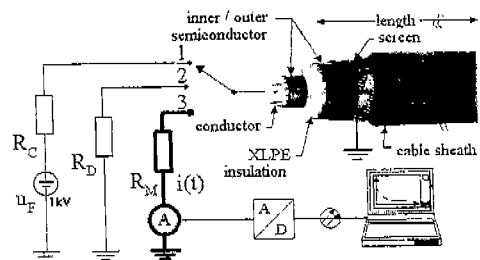 inner / outer
semiconductor
length
screen
1
2
3
conductor
XLPE
insulation
cable sheath
R_C
R_D
R_M
i(t)
u_F
1kV
A
A
D